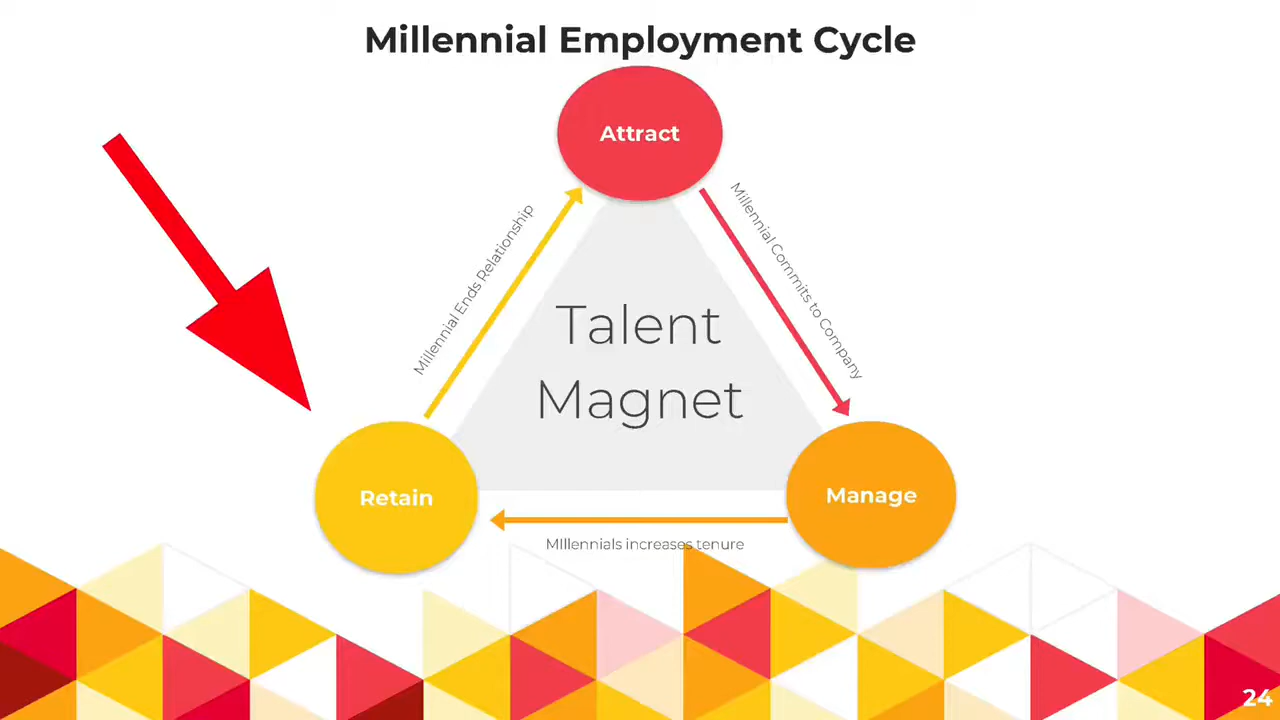 Millennial Employment Cycle
Attract
Millennial Ends Relationship
Millennial Commits to Company
Talent
Magnet
Retain
Manage
MIllennials increases tenure
24